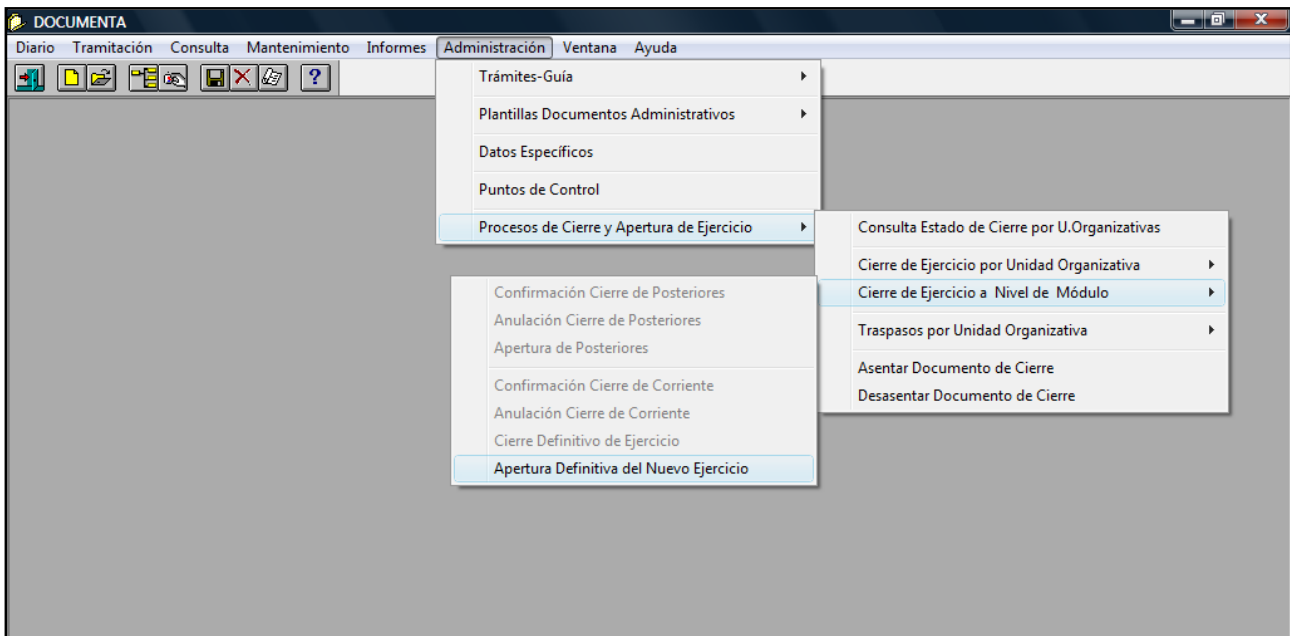 DOCUMENTA
Diario Tramitación Consulta Mantenimiento Informes Administración Ventana Ayuda
Trámites-Guía
Plantillas Documentos Administrativos
Datos Específicos
Puntos de Control
Procesos de Cierre y Apertura de Ejercicio
Consulta Estado de Cierre por U.Organizativas
Cierre de Ejercicio por Unidad Organizativa
Cierre de Ejercicio a Nivel de Módulo
Traspasos por Unidad Organizativa
Asentar Documento de Cierre
Desasentar Documento de Cierre
Confirmación Cierre de Posteriores
Anulación Cierre de Posteriores
Apertura de Posteriores
Confirmación Cierre de Corriente
Anulación Cierre de Corriente
Cierre Definitivo de Ejercicio
Apertura Definitiva del Nuevo Ejercicio